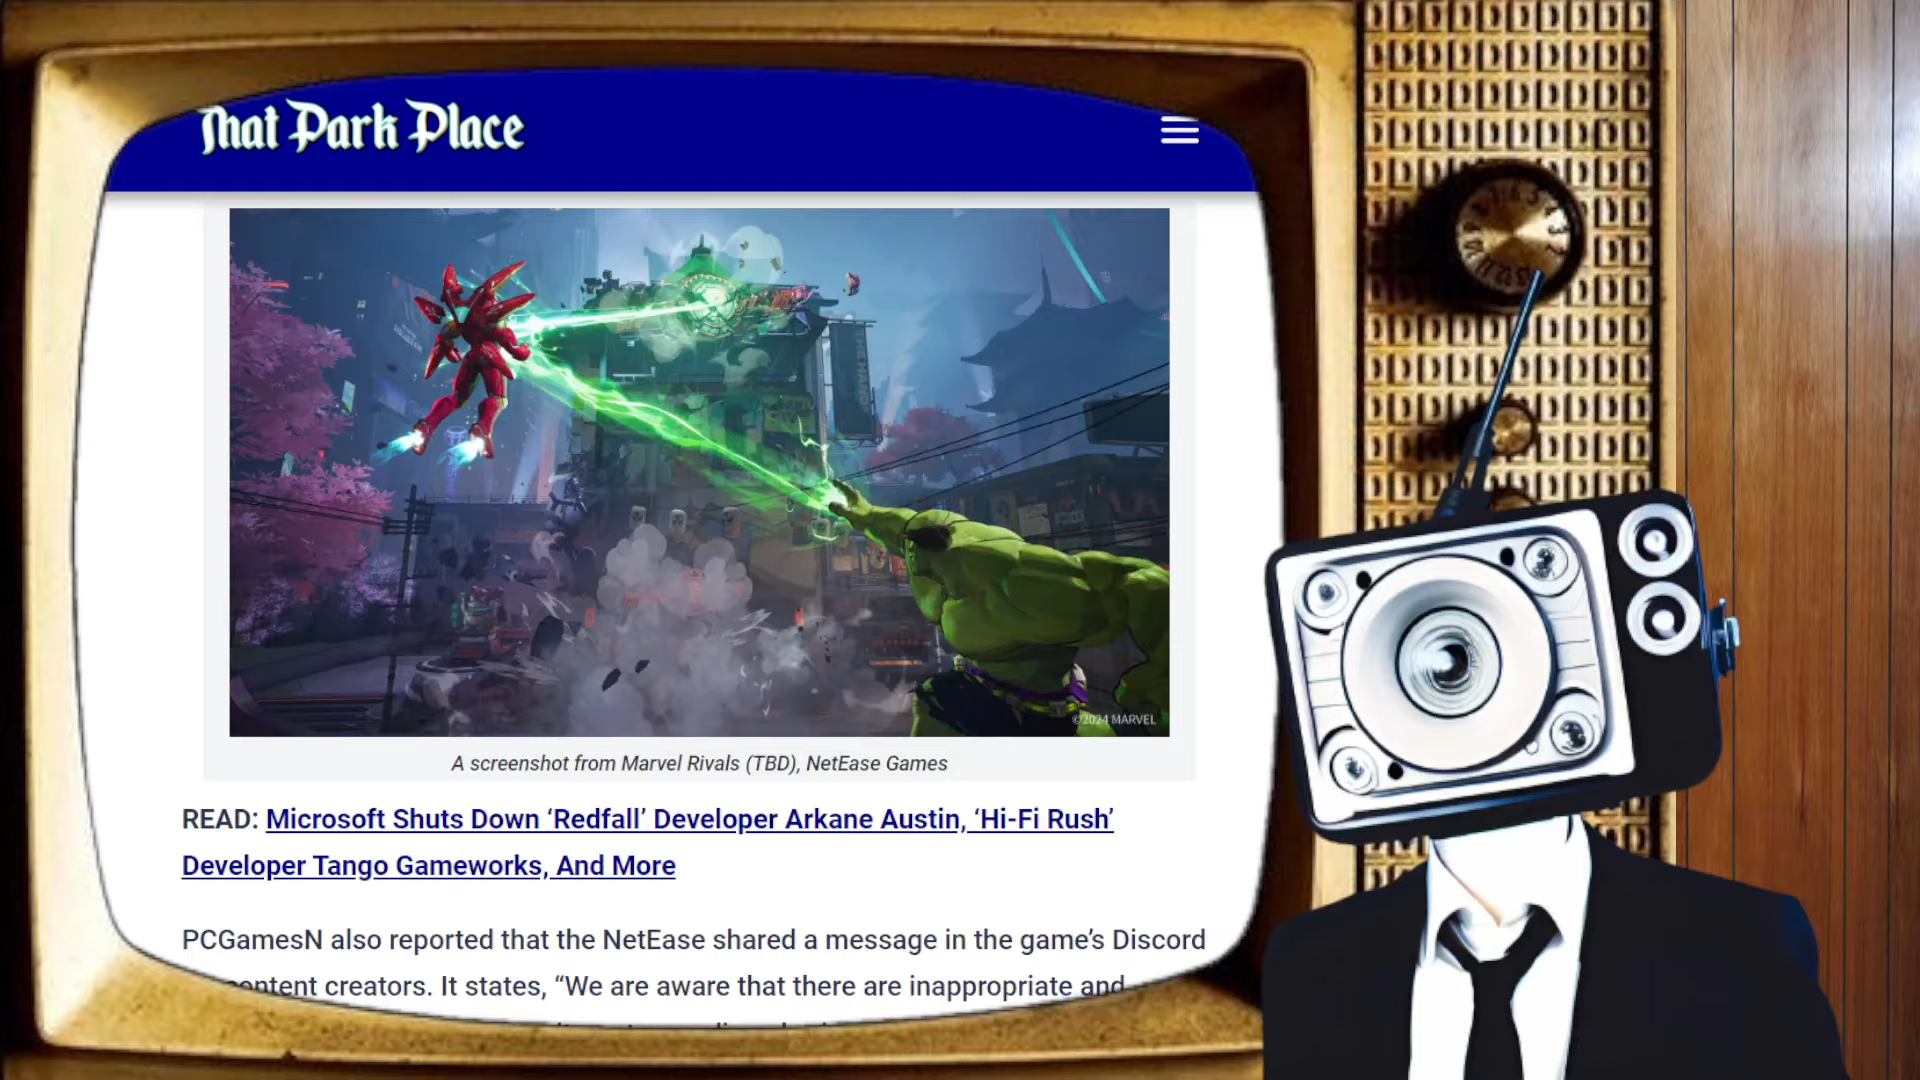 That Park Place
THE HAND
©2024 MARVEL
A screenshot from Marvel Rivals (TBD), NetEase Games
READ: Microsoft Shuts Down ‘Redfall’ Developer Arkane Austin, ‘Hi-Fi Rush’
Developer Tango Gameworks, And More
PCGamesN also reported that the NetEase shared a message in the game’s Discord
content creators. It states, “We are aware that there are inappropriate and